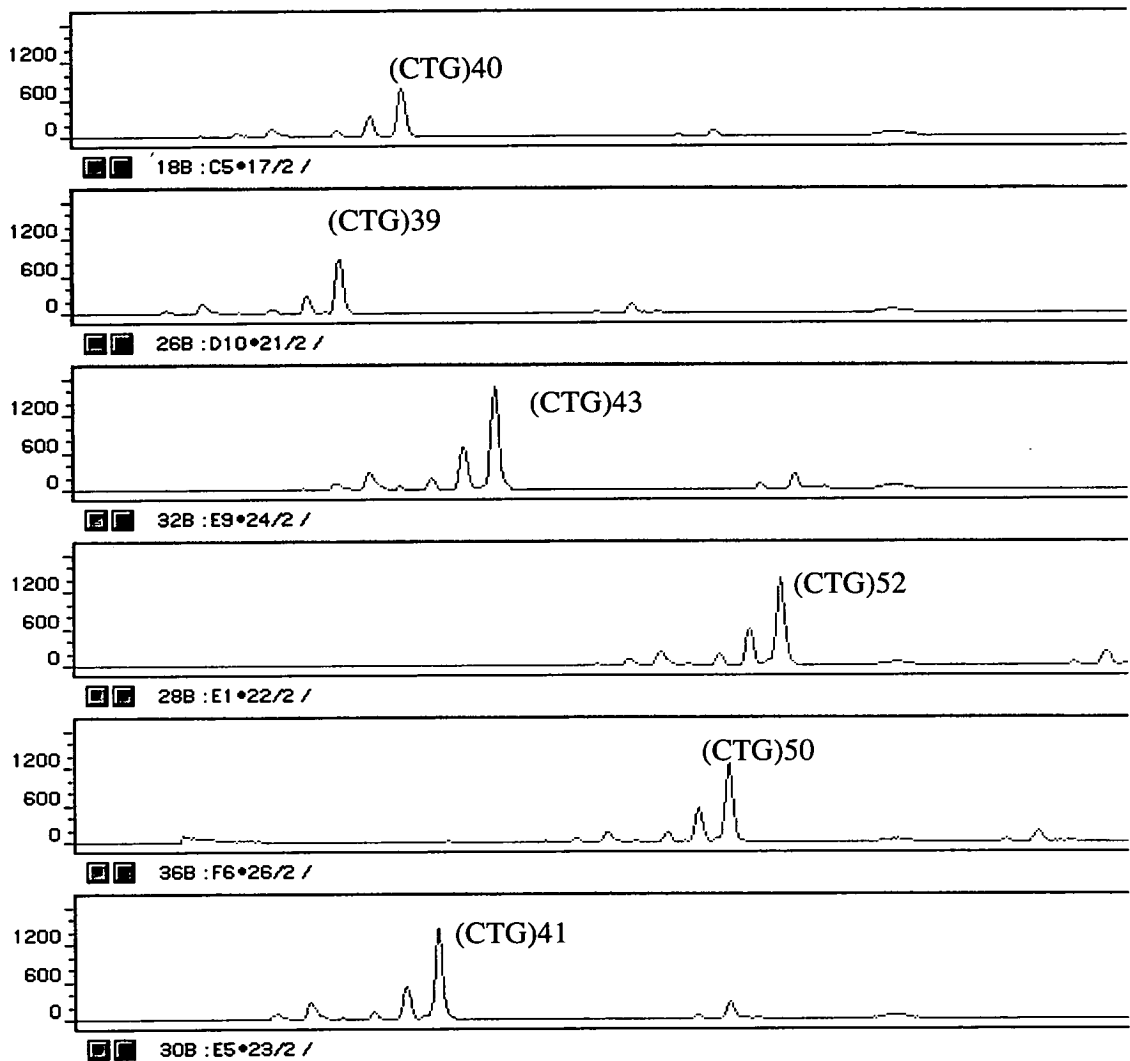 (CTG)40
1200
600
0
18B : C5•17/2 /
(CTG)39
1200
600
0
26B : D10•21/2 /
(CTG)43
1200
600
0
32B : E9•24/2 /
(CTG)52
1200
600
0
28B : E1•22/2 /
(CTG)50
1200
600
0
36B : F6•26/2 /
(CTG)41
1200
600
0
30B : E5•23/2 /